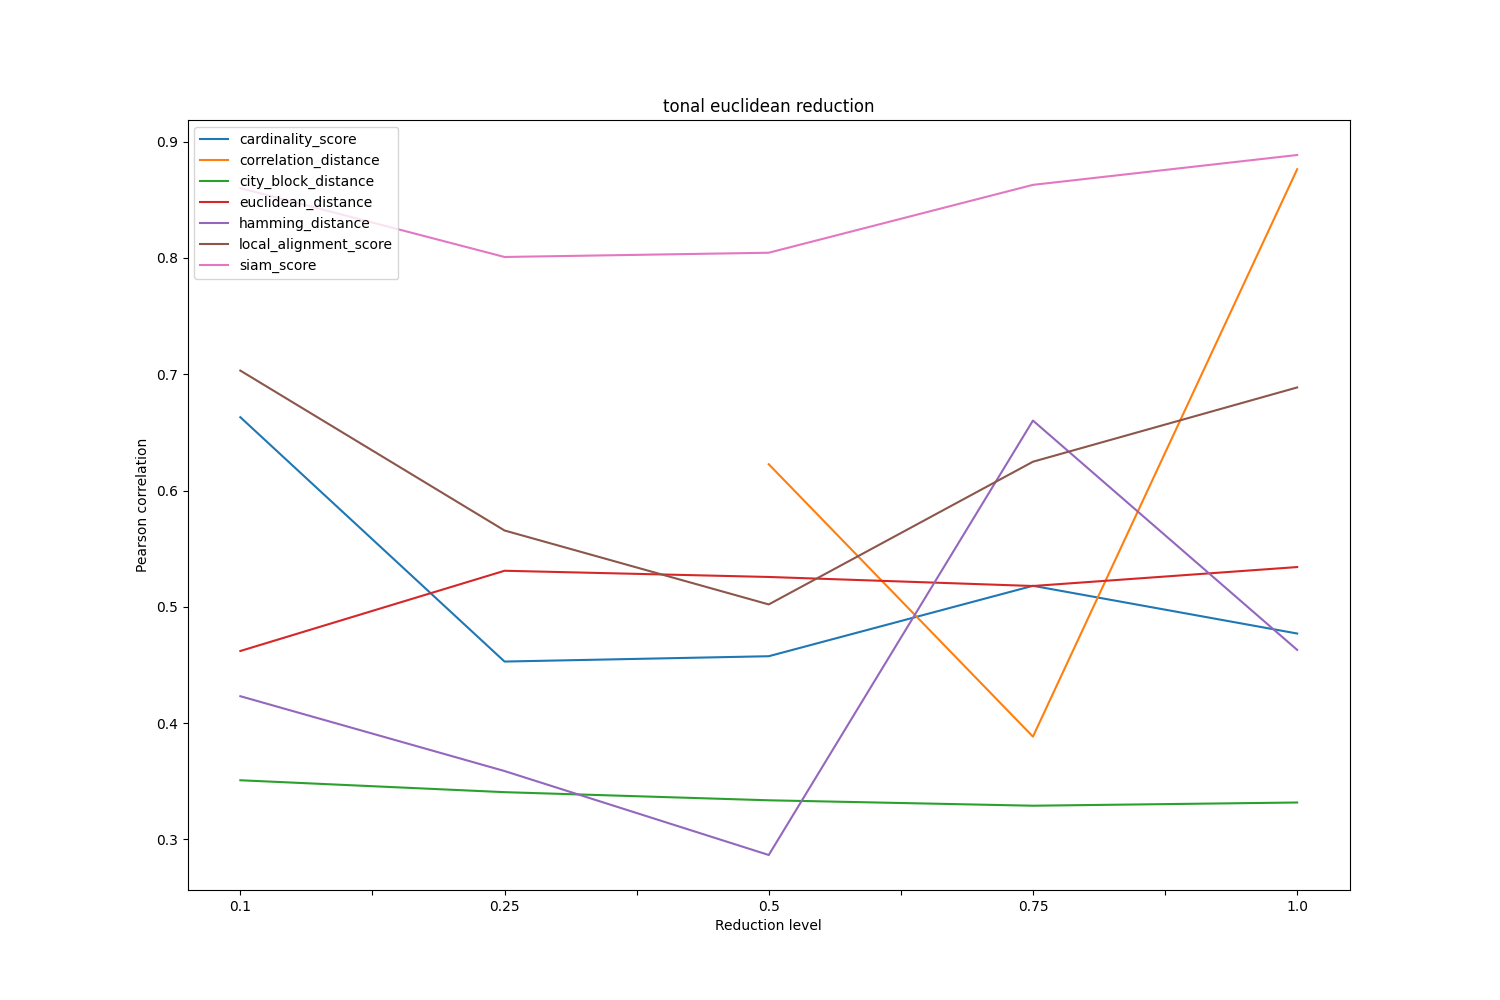 tonal euclidean reduction
cardinality_score
correlation_distance
city_block_distance
euclidean_distance
hamming_distance
local_alignment_score
siam_score
0.9
0.8
0.7
0.6
0.5
0.4
0.3
Pearson correlation
0.1 0.25 0.5 0.75 1.0
Reduction level